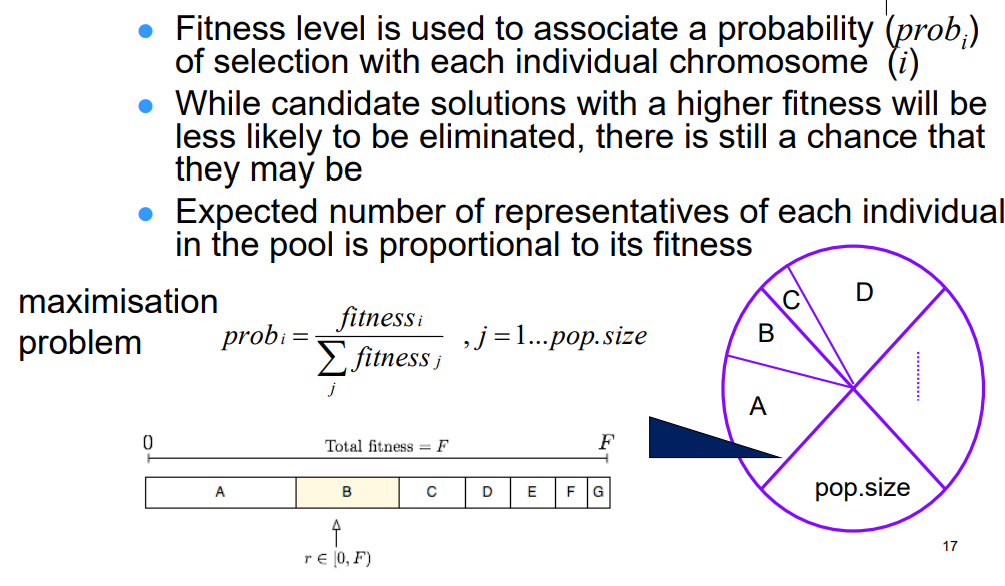 Fitness level is used to associate a probability (prob_i)
of selection with each individual chromosome (i)
While candidate solutions with a higher fitness will be
less likely to be eliminated, there is still a chance that
they may be
Expected number of representatives of each individual
in the pool is proportional to its fitness
maximisation
problem
prob_i = fitness_i / ∑_j fitness_j , j = 1...pop.size
A
B
C
D
pop.size
0 Total fitness = F F
A B C D E F G
r ∈ [0, F)
17